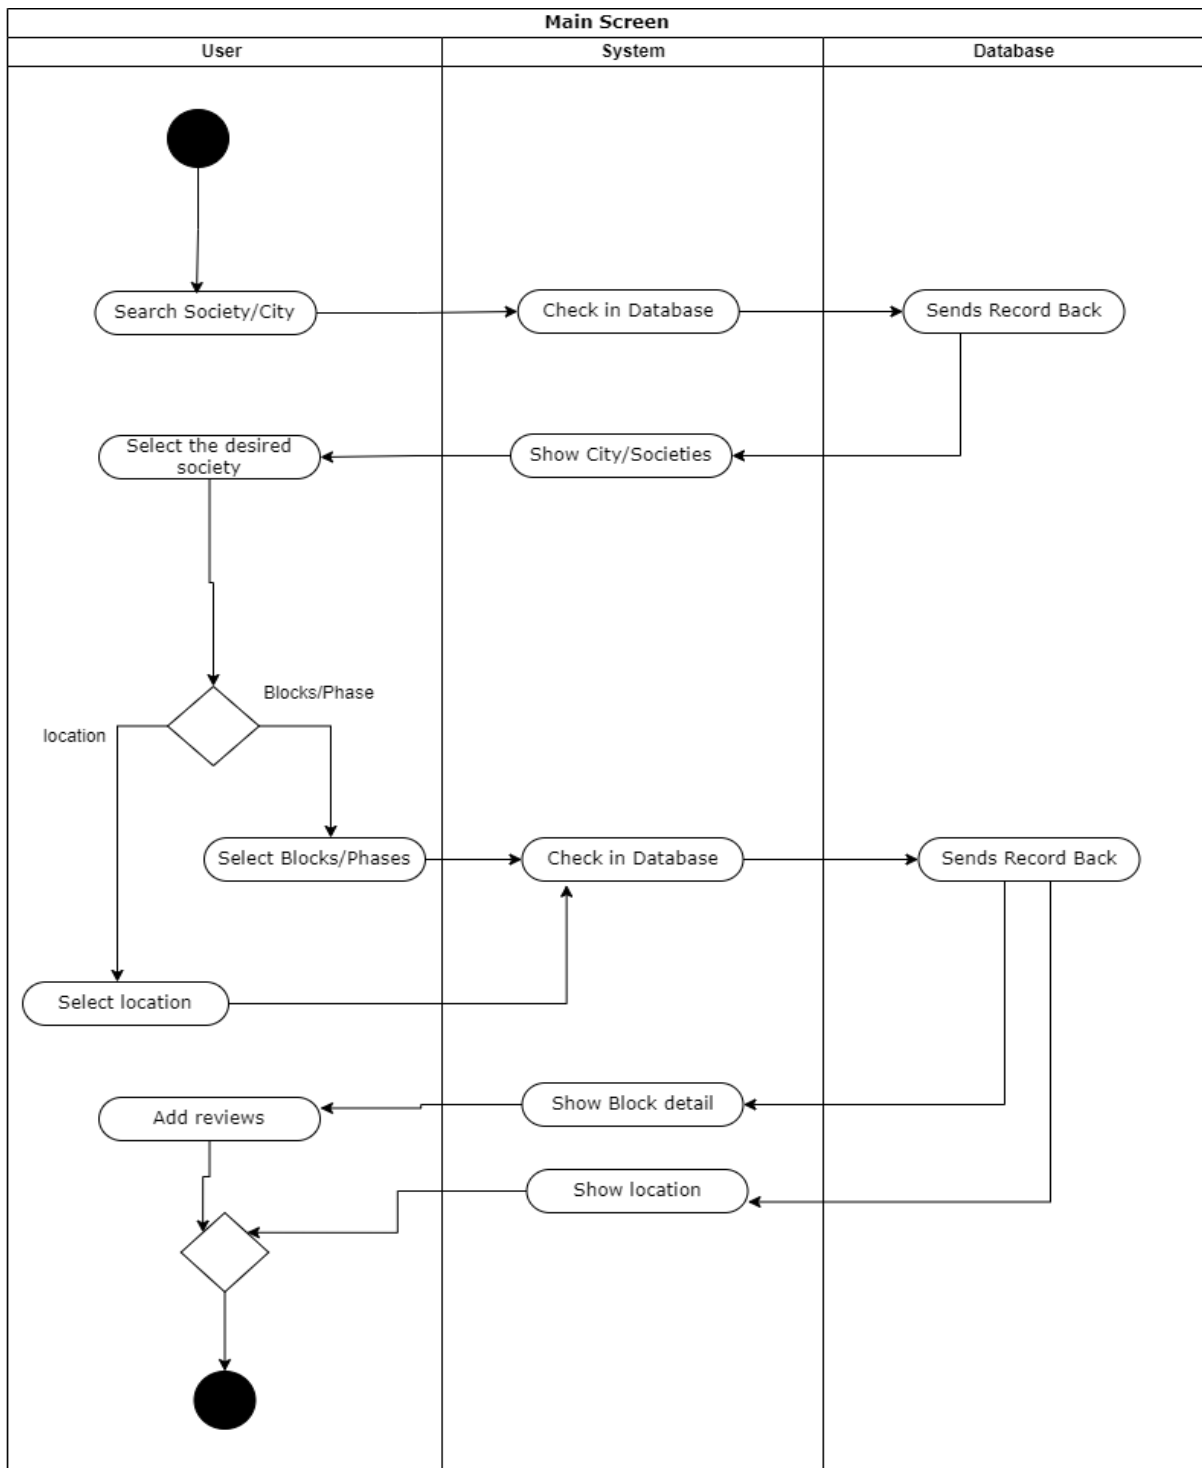 Main Screen
User
System
Database
Search Society/City
Check in Database
Sends Record Back
Select the desired
society
Show City/Societies
Blocks/Phase
location
Select Blocks/Phases
Check in Database
Sends Record Back
Select location
Add reviews
Show Block detail
Show location